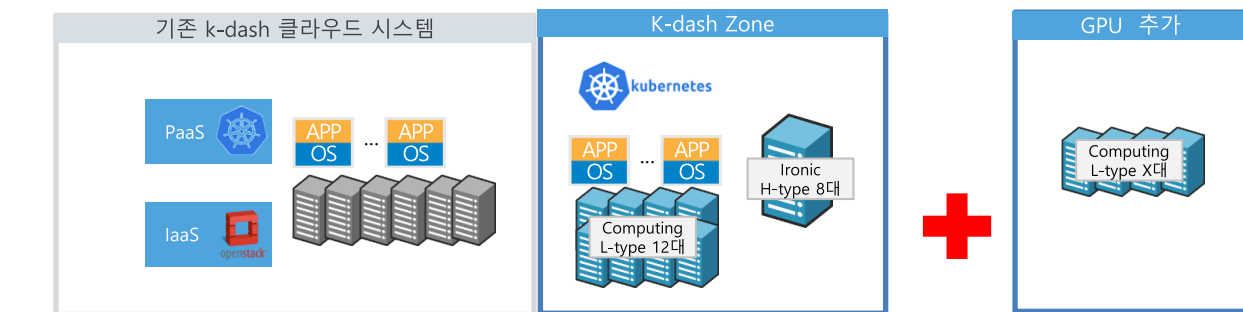 기존 k-dash 클라우드 시스템
PaaS
IaaS
openstack
APP
OS
...
APP
OS
K-dash Zone
kubernetes
APP
OS
...
APP
OS
Computing
L-type 12대
Ironic
H-type 8대
GPU 추가
Computing
L-type X대